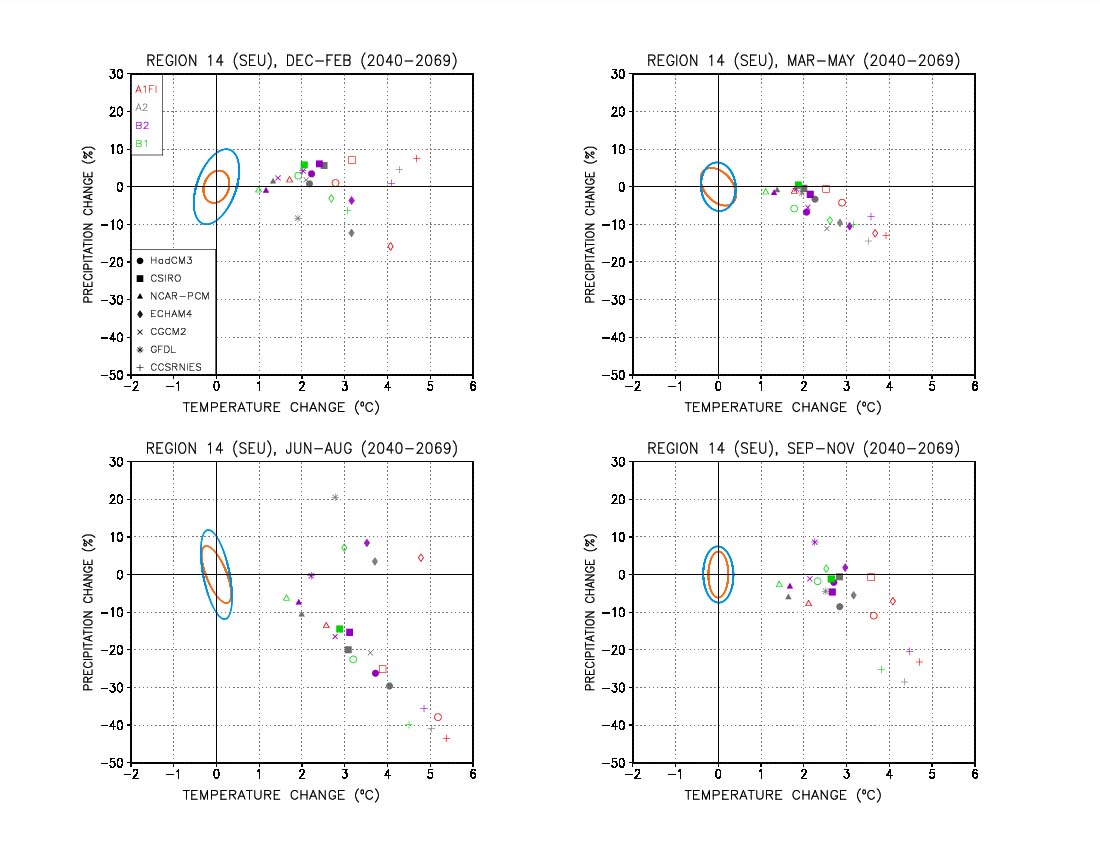 REGION 14 (SEU), DEC–FEB (2040–2069)
30
20
10
0
−10
−20
−30
−40
−50
PRECIPITATION CHANGE (%)
A1FI
A2
B2
B1
HadCM3
CSIRO
NCAR–PCM
ECHAM4
CGCM2
GFDL
CCSRNIES
−2 −1 0 1 2 3 4 5 6
TEMPERATURE CHANGE (ºC)
REGION 14 (SEU), MAR–MAY (2040–2069)
30
20
10
0
−10
−20
−30
−40
−50
PRECIPITATION CHANGE (%)
−2 −1 0 1 2 3 4 5 6
TEMPERATURE CHANGE (ºC)
REGION 14 (SEU), JUN–AUG (2040–2069)
30
20
10
0
−10
−20
−30
−40
−50
PRECIPITATION CHANGE (%)
−2 −1 0 1 2 3 4 5 6
TEMPERATURE CHANGE (ºC)
REGION 14 (SEU), SEP–NOV (2040–2069)
30
20
10
0
−10
−20
−30
−40
−50
PRECIPITATION CHANGE (%)
−2 −1 0 1 2 3 4 5 6
TEMPERATURE CHANGE (ºC)